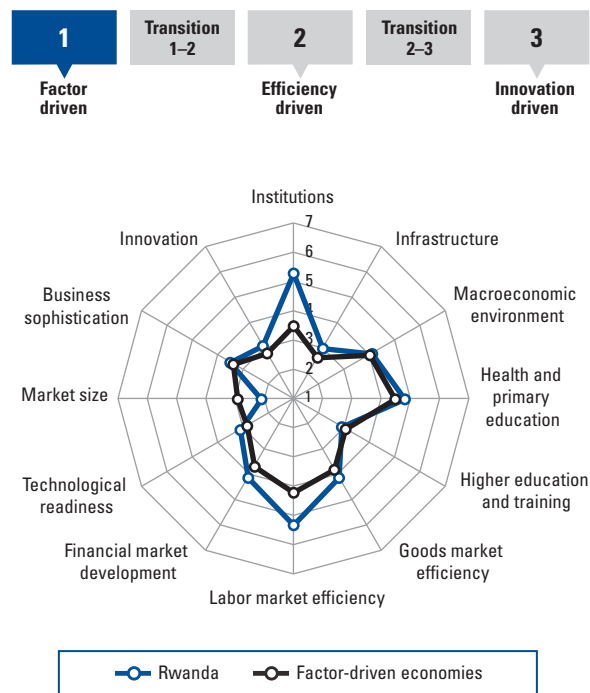 1
Transition
1–2
2
Transition
2–3
3
Factor
driven
Efficiency
driven
Innovation
driven
Institutions
7
Innovation
Infrastructure
6
5
Business
sophistication
Macroeconomic
environment
4
3
2
Market size
1
Health and
primary
education
Technological
readiness
Higher education
and training
Financial market
development
Goods market
efficiency
Labor market efficiency
Rwanda
Factor-driven economies